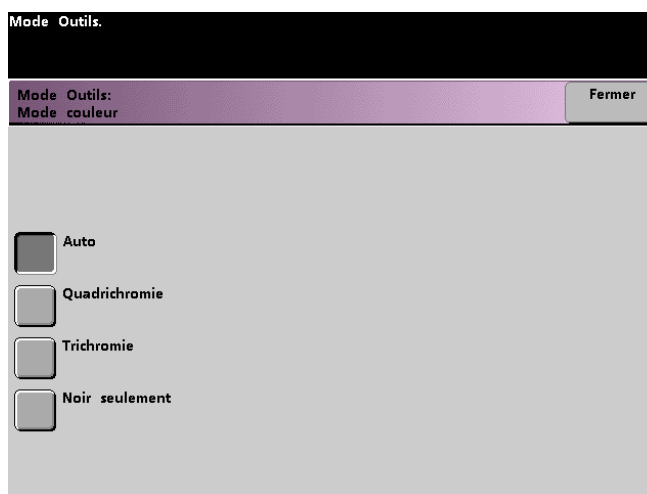 Mode Outils.
Mode Outils:
Mode couleur
Fermer
Auto
Quadrichromie
Trichromie
Noir seulement